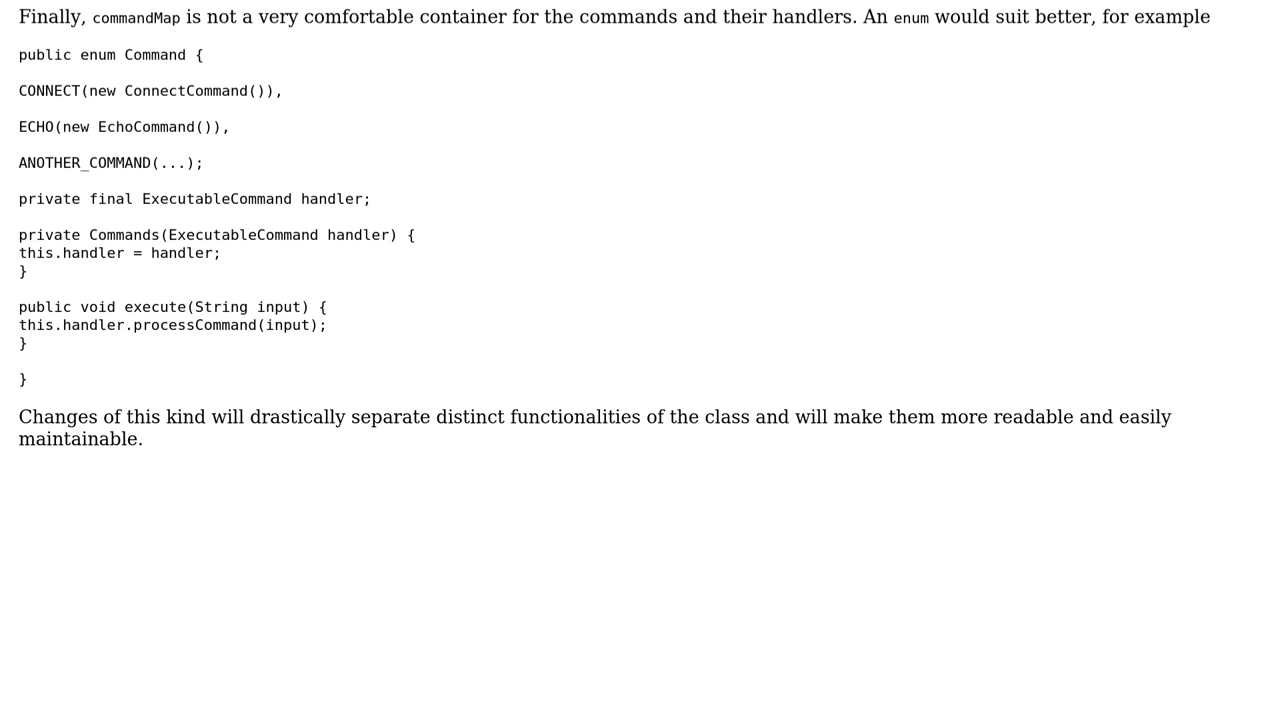 Finally, commandMap is not a very comfortable container for the commands and their handlers. An enum would suit better, for example
public enum Command {
CONNECT(new ConnectCommand()),
ECHO(new EchoCommand()),
ANOTHER_COMMAND(...);
private final ExecutableCommand handler;
private Commands(ExecutableCommand handler) {
this.handler = handler;
}
public void execute(String input) {
this.handler.processCommand(input);
}
}
Changes of this kind will drastically separate distinct functionalities of the class and will make them more readable and easily
maintainable.